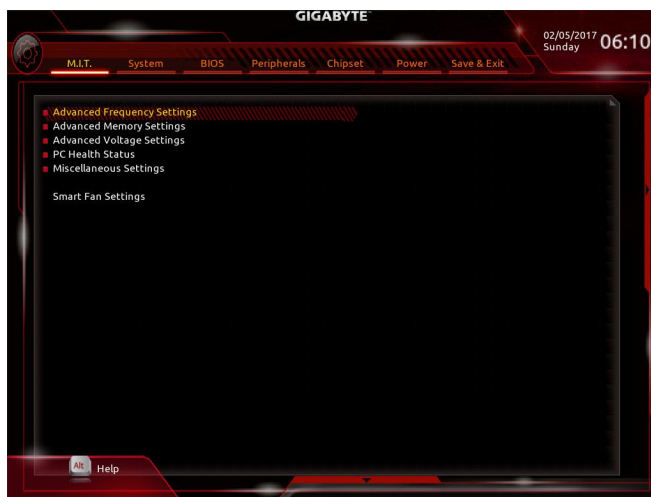 GIGABYTE™
02/05/2017
Sunday
06:10
M.I.T. System BIOS Peripherals Chipset Power Save & Exit
Advanced Frequency Settings
Advanced Memory Settings
Advanced Voltage Settings
PC Health Status
Miscellaneous Settings
Smart Fan Settings
Alt Help